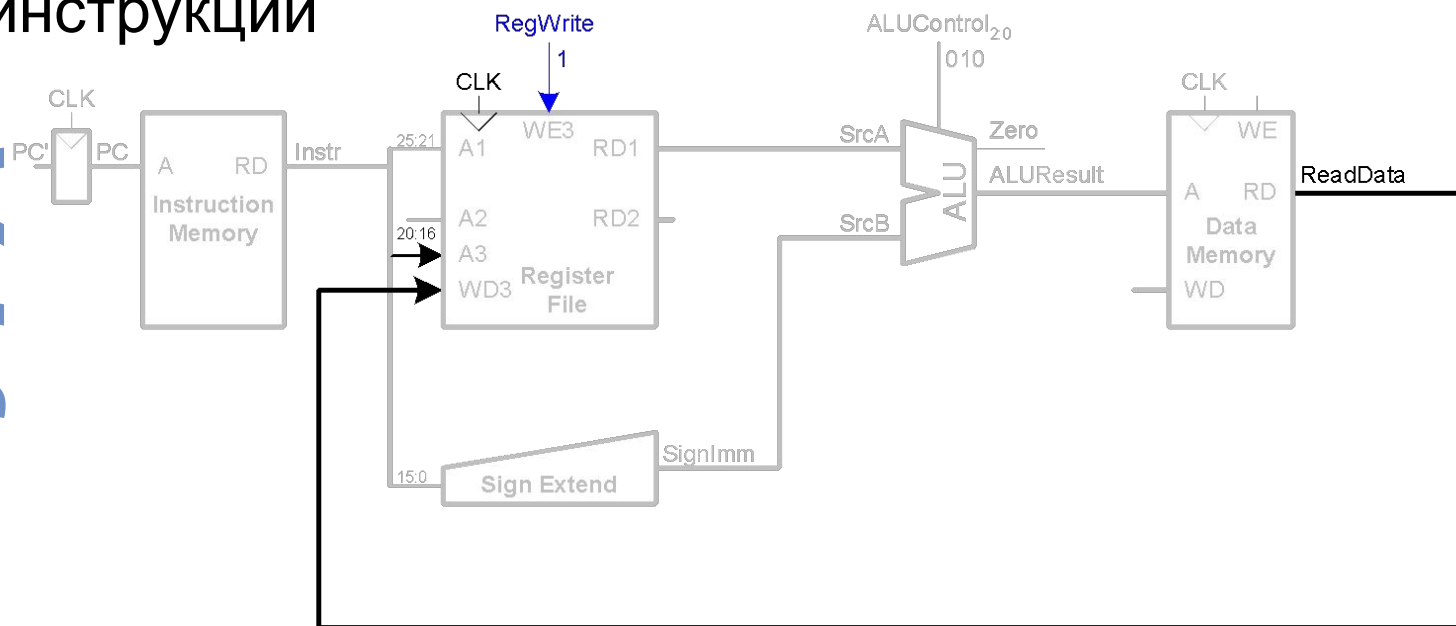 инструкции
RegWrite
1
ALUControl2:0
010
CLK
CLK
CLK
PC'
PC
A
RD
Instr
Instruction
Memory
25:21
A1
WE3
RD1
A2
RD2
20:16
A3
WD3
Register
File
SrcA
SrcB
ALU
Zero
ALUResult
WE
A
RD
Data
Memory
WD
ReadData
15:0
Sign Extend
SignImm